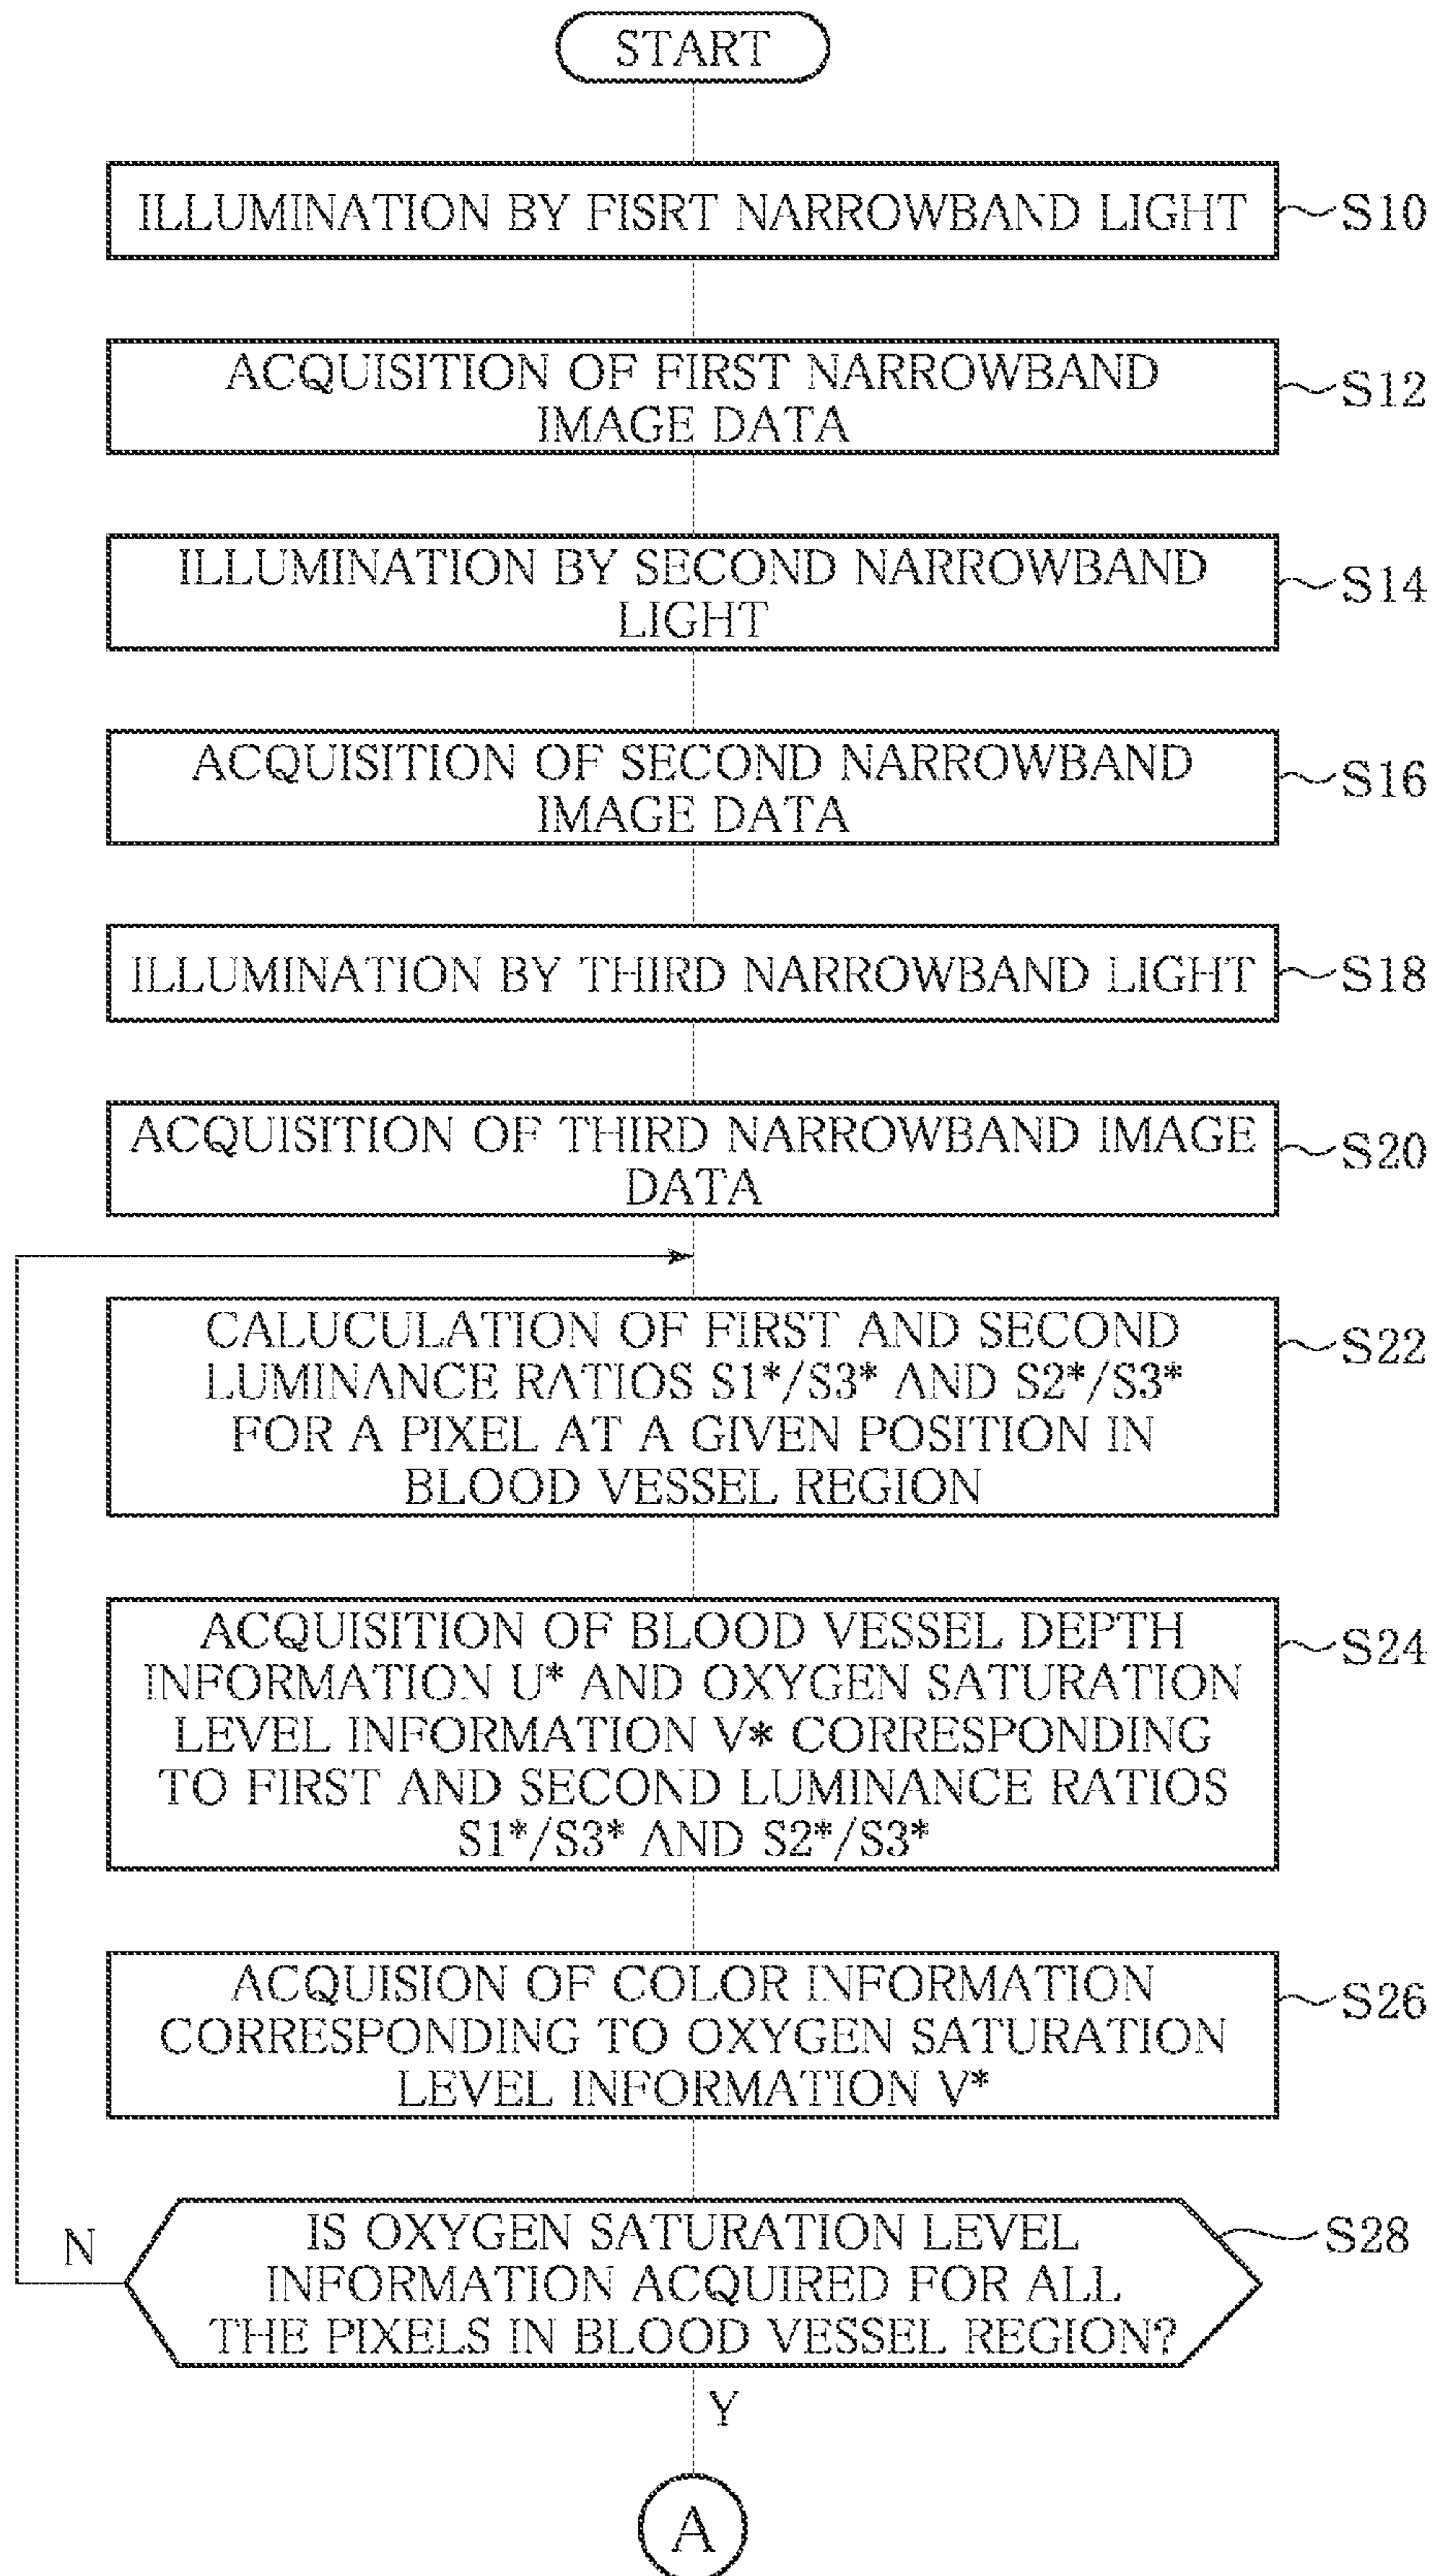 START
ILLUMINATION BY FISRT NARROWBAND LIGHT
S10
ACQUISITION OF FIRST NARROWBAND
IMAGE DATA
S12
ILLUMINATION BY SECOND NARROWBAND
LIGHT
S14
ACQUISITION OF SECOND NARROWBAND
IMAGE DATA
S16
ILLUMINATION BY THIRD NARROWBAND LIGHT
S18
ACQUISITION OF THIRD NARROWBAND IMAGE
DATA
S20
CALUCULATION OF FIRST AND SECOND
LUMINANCE RATIOS S1*/S3* AND S2*/S3*
FOR A PIXEL AT A GIVEN POSITION IN
BLOOD VESSEL REGION
S22
ACQUISITION OF BLOOD VESSEL DEPTH
INFORMATION U* AND OXYGEN SATURATION
LEVEL INFORMATION V* CORRESPONDING
TO FIRST AND SECOND LUMINANCE RATIOS
S1*/S3* AND S2*/S3*
S24
ACQUISION OF COLOR INFORMATION
CORRESPONDING TO OXYGEN SATURATION
LEVEL INFORMATION V*
S26
N
IS OXYGEN SATURATION LEVEL
INFORMATION ACQUIRED FOR ALL
THE PIXELS IN BLOOD VESSEL REGION?
S28
Y
A